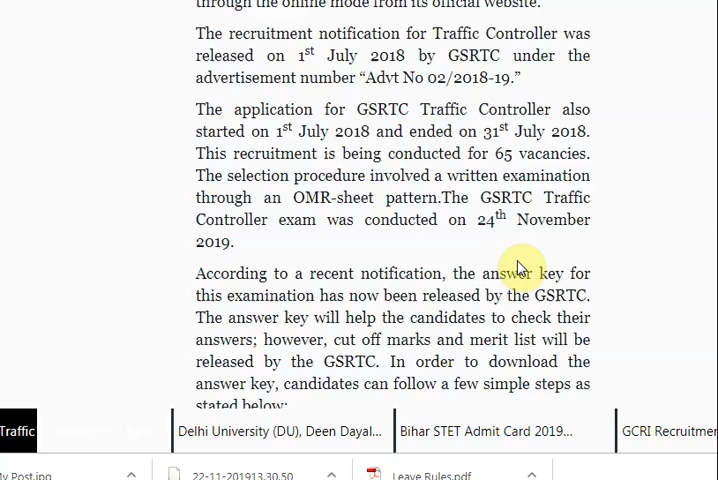 through the online mode from its official website.
The recruitment notification for Traffic Controller was
released on 1st July 2018 by GSRTC under the
advertisement number “Advt No 02/2018-19.”
The application for GSRTC Traffic Controller also
started on 1st July 2018 and ended on 31st July 2018.
This recruitment is being conducted for 65 vacancies.
The selection procedure involved a written examination
through an OMR-sheet pattern.The GSRTC Traffic
Controller exam was conducted on 24th November
2019.
According to a recent notification, the answer key for
this examination has now been released by the GSRTC.
The answer key will help the candidates to check their
answers; however, cut off marks and merit list will be
released by the GSRTC. In order to download the
answer key, candidates can follow a few simple steps as
stated below:
Traffic
Delhi University (DU), Deen Dayal...
Bihar STET Admit Card 2019...
GCRI Recruitmen
My Post.jpg
22-11-201913.30.50
Leave Rules.pdf